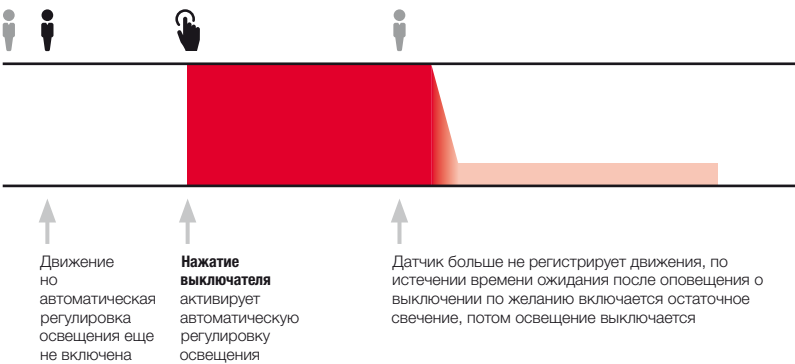 Движение
но
автоматическая
регулировка
освещения еще
не включена
Нажатие
выключателя
активирует
автоматическую
регулировку
освещения
Датчик больше не регистрирует движения, по
истечении времени ожидания после оповещения о
выключении по желанию включается остаточное
свечение, потом освещение выключается